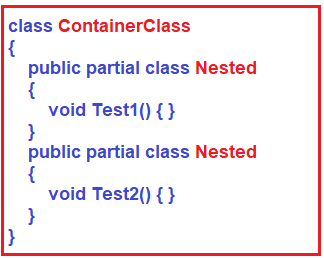 class ContainerClass
{
    public partial class Nested
    {
        void Test1() { }
    }
    public partial class Nested
    {
        void Test2() { }
    }
}